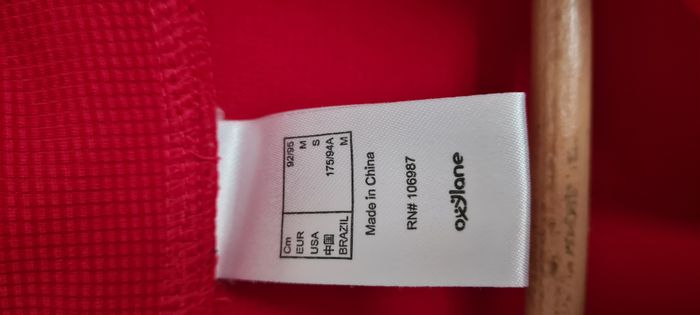 Cm 92/95
EUR M
USA S
中国 175/94A
BRAZIL M
Made in China
RN# 106987
oxylane